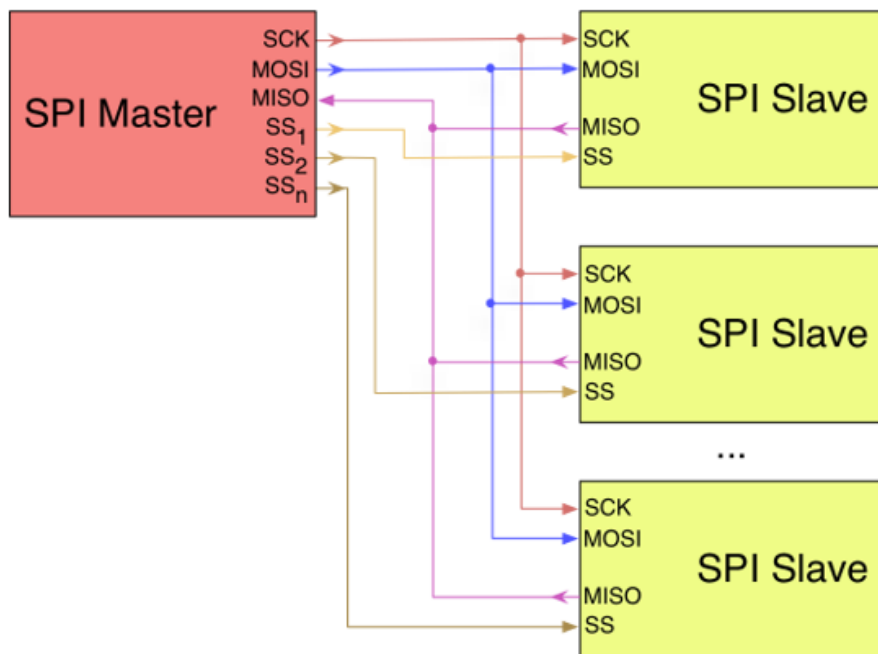 SPI Master
SCK
MOSI
MISO
SS1
SS2
SSn
SCK
MOSI
MISO
SS
SPI Slave
SCK
MOSI
MISO
SS
SPI Slave
...
SCK
MOSI
MISO
SS
SPI Slave